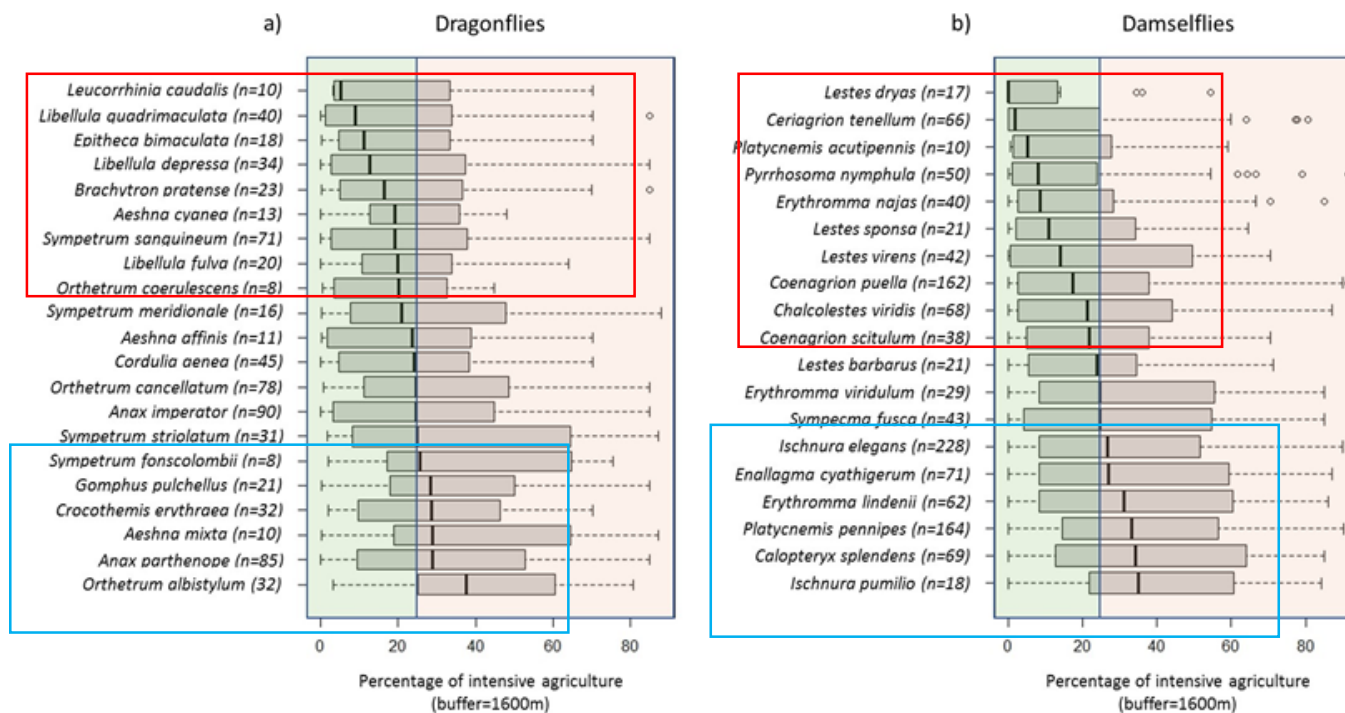 a) Dragonflies
Leucorrhinia caudalis (n=10)
Libellula quadrimaculata (n=40)
Epitheca bimaculata (n=18)
Libellula depressa (n=34)
Brachytron pratense (n=23)
Aeshna cyanea (n=13)
Sympetrum sanguineum (n=71)
Libellula fulva (n=20)
Orthetrum coerulescens (n=8)
Sympetrum meridionale (n=16)
Aeshna affinis (n=11)
Cordulia aenea (n=45)
Orthetrum cancellatum (n=78)
Anax imperator (n=90)
Sympetrum striolatum (n=31)
Sympetrum fonscolombii (n=8)
Gomphus pulchellus (n=21)
Crocothemis erythraea (n=32)
Aeshna mixta (n=10)
Anax parthenope (n=85)
Orthetrum albistylum (32)
0 20 40 60 80
Percentage of intensive agriculture
(buffer=1600m)
b) Damselflies
Lestes dryas (n=17)
Ceriagrion tenellum (n=66)
Platycnemis acutipennis (n=10)
Pyrrhosoma nymphula (n=50)
Erythromma najas (n=40)
Lestes sponsa (n=21)
Lestes virens (n=42)
Coenagrion puella (n=162)
Chalcolestes viridis (n=68)
Coenagrion scitulum (n=38)
Lestes barbarus (n=21)
Erythromma viridulum (n=29)
Sympecma fusca (n=43)
Ischnura elegans (n=228)
Enallagma cyathigerum (n=71)
Erythromma lindenii (n=62)
Platycnemis pennipes (n=164)
Calopteryx splendens (n=69)
Ischnura pumilio (n=18)
0 20 40 60 80
Percentage of intensive agriculture
(buffer=1600m)